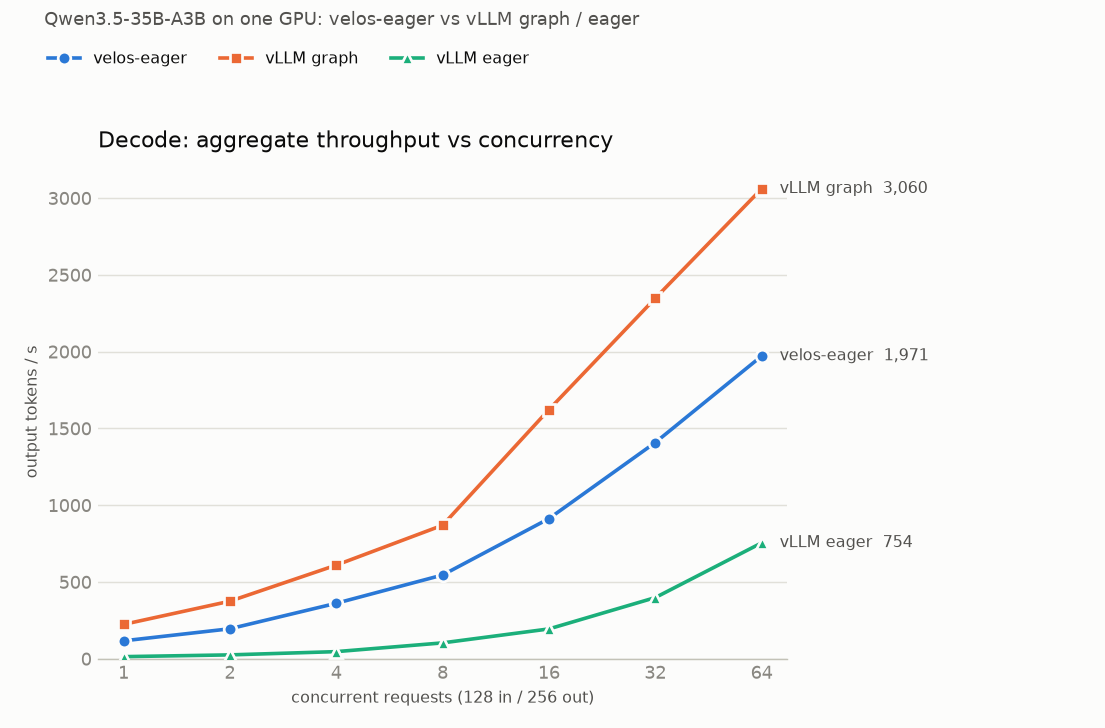 Qwen3.5-35B-A3B on one GPU: velos-eager vs vLLM graph / eager
velos-eager vLLM graph vLLM eager
Decode: aggregate throughput vs concurrency
3000
2500
2000
1500
1000
500
0
output tokens / s
vLLM graph 3,060
velos-eager 1,971
vLLM eager 754
1 2 4 8 16 32 64
concurrent requests (128 in / 256 out)